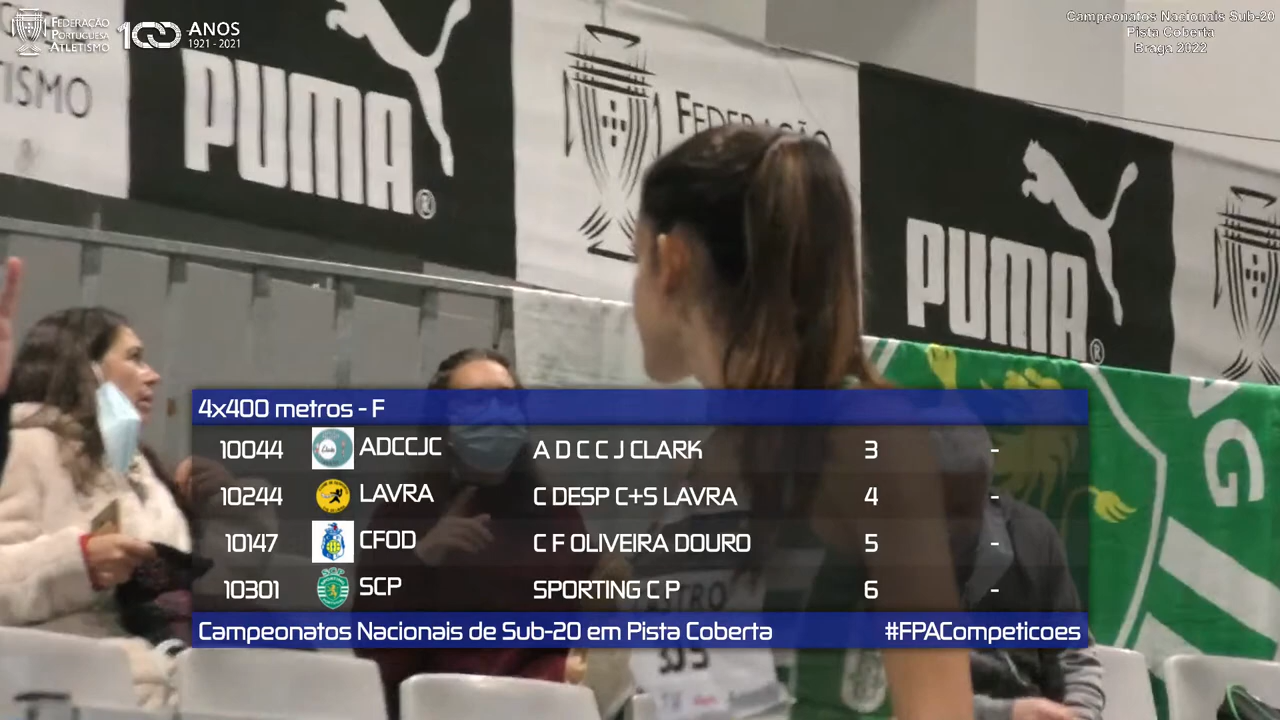 FEDERAÇÃO
PORTUGUESA
ATLETISMO
100 ANOS
1921 - 2021
Campeonatos Nacionais Sub-20
Pista Coberta
Braga 2022
TISMO
PUMA®
FEDERAÇÃO
PUMA®
4x400 metros - F
10044 ADCCJC A D C C J CLARK 3 -
10244 LAVRA C DESP C+S LAVRA 4 -
10147 CFOD C F OLIVEIRA DOURO 5 -
10301 SCP SPORTING C P 6 -
Campeonatos Nacionais de Sub-20 em Pista Coberta #FPACompeticoes